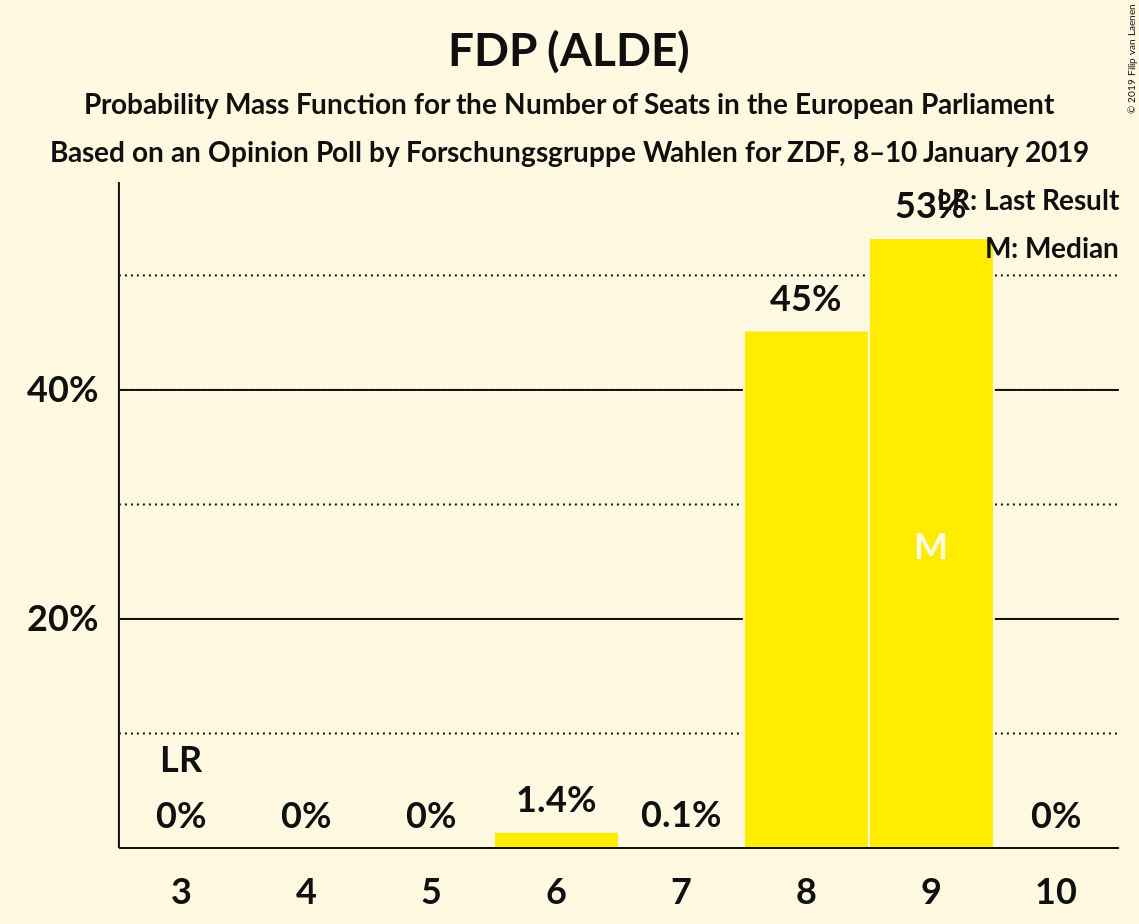 FDP (ALDE)
Probability Mass Function for the Number of Seats in the European Parliament
Based on an Opinion Poll by Forschungsgruppe Wahlen for ZDF, 8–10 January 2019
© 2019 Filip van Laenen
LR: Last Result
M: Median
53%
45%
40%
M
20%
LR
0% 0% 0% 1.4% 0.1% 0%
3 4 5 6 7 8 9 10